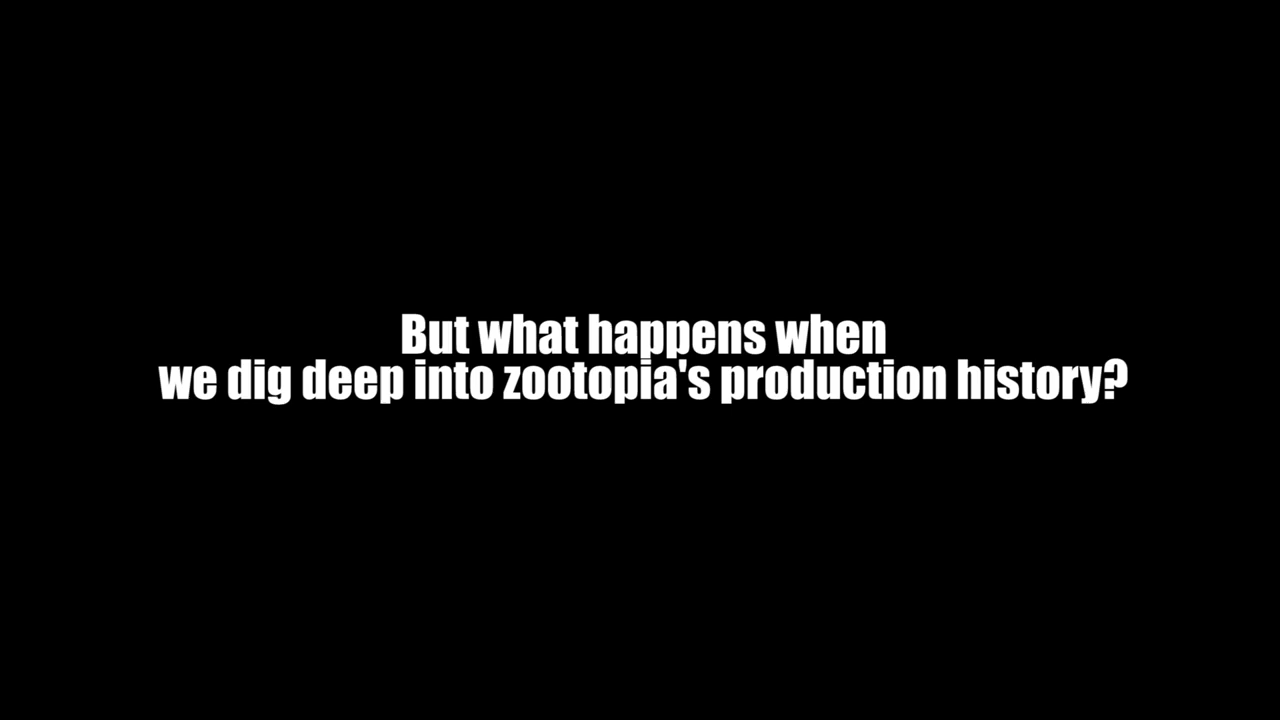 But what happens when
we dig deep into zootopia's production history?